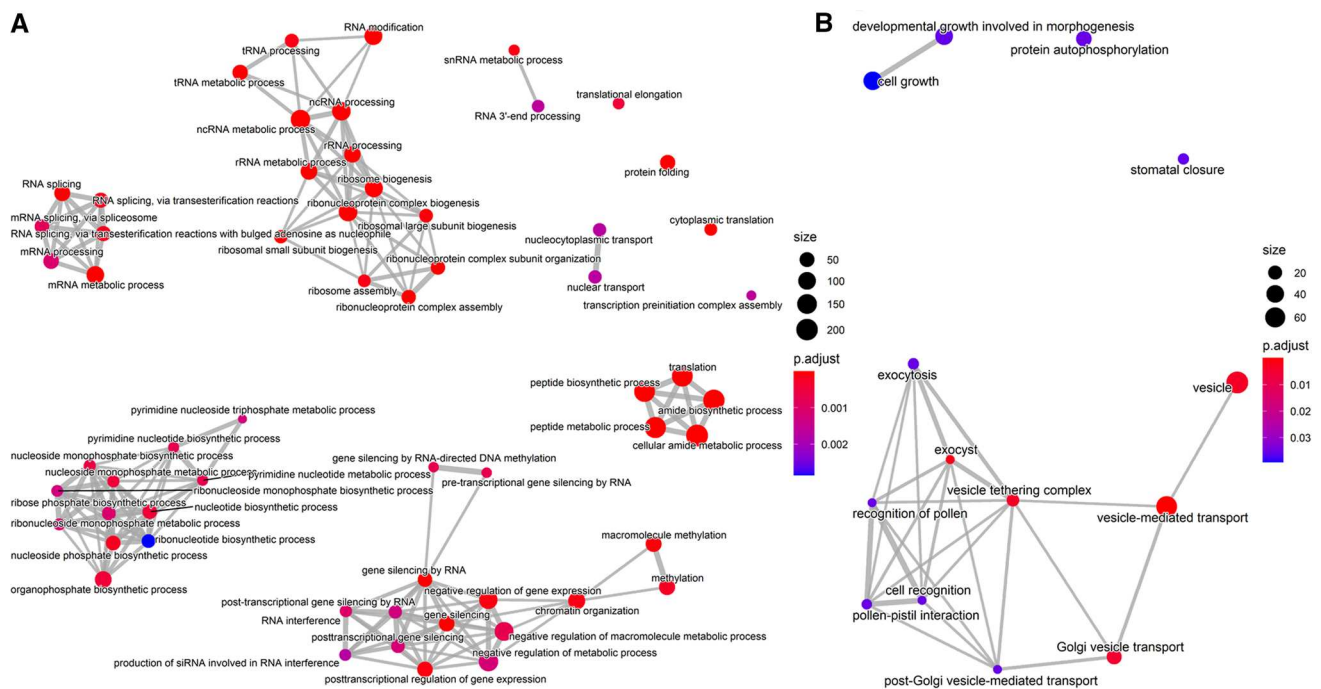 A
RNA modification
tRNA processing
tRNA metabolic process
ncRNA processing
ncRNA metabolic process
rRNA processing
rRNA metabolic process
ribosome biogenesis
ribonucleoprotein complex biogenesis
ribosomal large subunit biogenesis
ribosomal small subunit biogenesis
ribonucleoprotein complex subunit organization
ribosome assembly
ribonucleoprotein complex assembly
RNA splicing
RNA splicing, via transesterification reactions
mRNA splicing, via spliceosome
RNA splicing, via transesterification reactions with bulged adenosine as nucleophile
mRNA processing
mRNA metabolic process
snRNA metabolic process
RNA 3'-end processing
translational elongation
protein folding
cytoplasmic translation
nucleocytoplasmic transport
nuclear transport
transcription preinitiation complex assembly
translation
peptide biosynthetic process
amide biosynthetic process
peptide metabolic process
cellular amide metabolic process
pyrimidine nucleoside triphosphate metabolic process
pyrimidine nucleotide biosynthetic process
nucleoside monophosphate biosynthetic process
nucleoside monophosphate metabolic process
pyrimidine nucleotide metabolic process
ribonucleoside monophosphate biosynthetic process
ribose phosphate biosynthetic process
nucleotide biosynthetic process
ribonucleoside monophosphate metabolic process
ribonucleotide biosynthetic process
nucleoside phosphate biosynthetic process
organophosphate biosynthetic process
gene silencing by RNA-directed DNA methylation
pre-transcriptional gene silencing by RNA
macromolecule methylation
methylation
chromatin organization
gene silencing by RNA
negative regulation of gene expression
post-transcriptional gene silencing by RNA
RNA interference
gene silencing
posttranscriptional gene silencing
negative regulation of macromolecule metabolic process
negative regulation of metabolic process
production of siRNA involved in RNA interference
posttranscriptional regulation of gene expression
size
50
100
150
200
p.adjust
0.001
0.002
B
developmental growth involved in morphogenesis
protein autophosphorylation
cell growth
stomatal closure
exocytosis
vesicle
exocyst
vesicle tethering complex
recognition of pollen
vesicle-mediated transport
cell recognition
pollen-pistil interaction
Golgi vesicle transport
post-Golgi vesicle-mediated transport
size
20
40
60
p.adjust
0.01
0.02
0.03